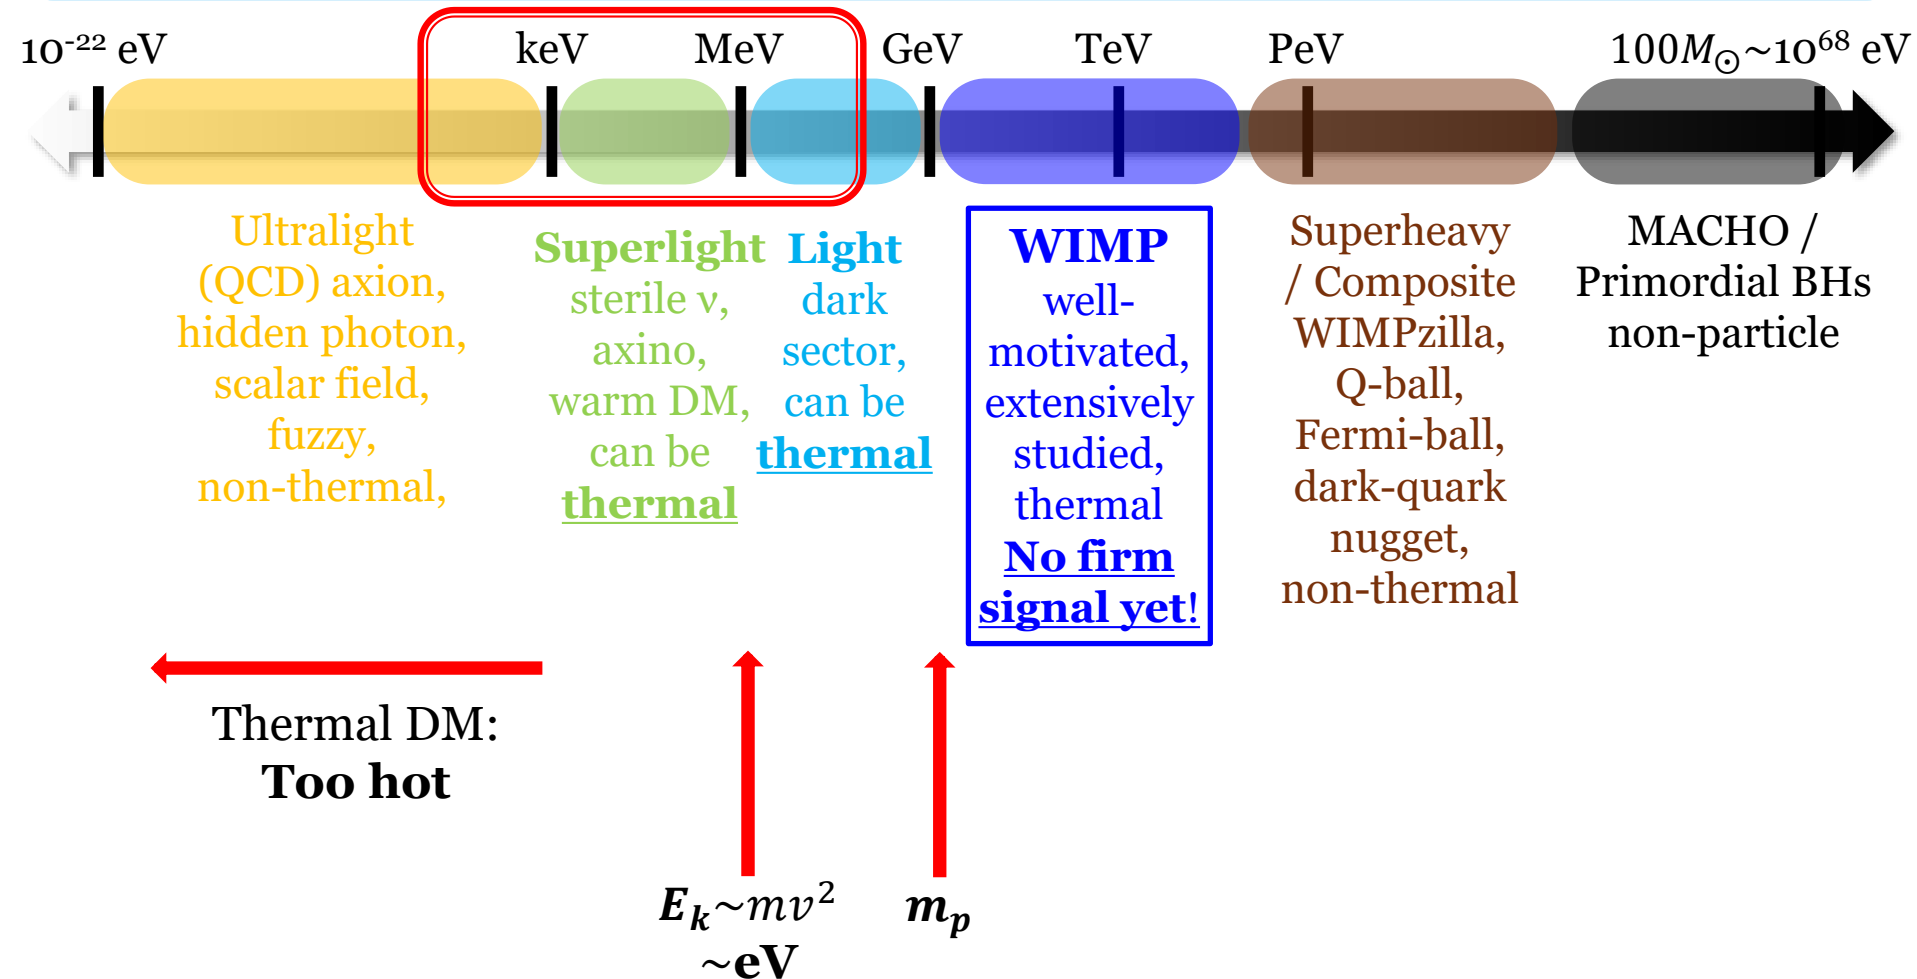 10⁻²² eV
keV
MeV
GeV
TeV
PeV
100M⊙~10⁶⁸ eV
Ultralight
(QCD) axion,
hidden photon,
scalar field,
fuzzy,
non-thermal,
Superlight
sterile ν,
axino,
warm DM,
can be
thermal
Light
dark
sector,
can be
thermal
WIMP
well-
motivated,
extensively
studied,
thermal
No firm
signal yet!
Superheavy
/ Composite
WIMPzilla,
Q-ball,
Fermi-ball,
dark-quark
nugget,
non-thermal
MACHO /
Primordial BHs
non-particle
Thermal DM:
Too hot
Eₖ~mv²
~eV
mₚ